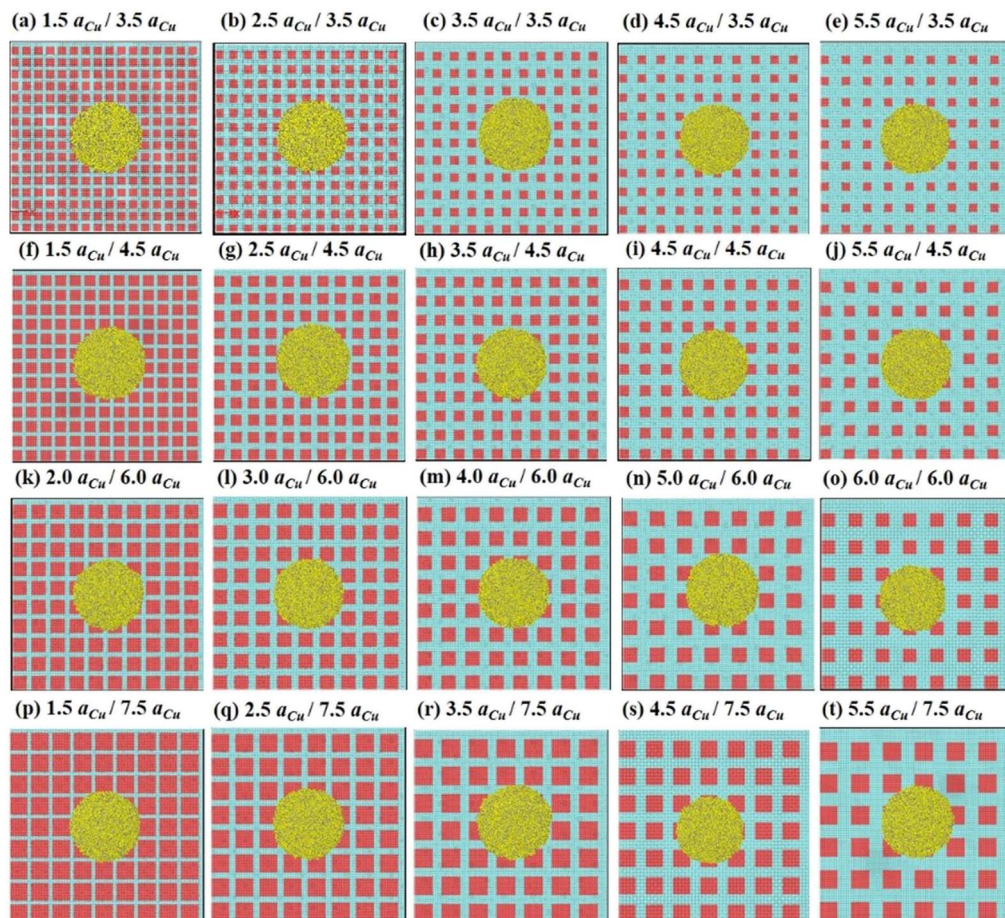 (a) 1.5 aCu / 3.5 aCu (b) 2.5 aCu / 3.5 aCu (c) 3.5 aCu / 3.5 aCu (d) 4.5 aCu / 3.5 aCu (e) 5.5 aCu / 3.5 aCu
(f) 1.5 aCu / 4.5 aCu (g) 2.5 aCu / 4.5 aCu (h) 3.5 aCu / 4.5 aCu (i) 4.5 aCu / 4.5 aCu (j) 5.5 aCu / 4.5 aCu
(k) 2.0 aCu / 6.0 aCu (l) 3.0 aCu / 6.0 aCu (m) 4.0 aCu / 6.0 aCu (n) 5.0 aCu / 6.0 aCu (o) 6.0 aCu / 6.0 aCu
(p) 1.5 aCu / 7.5 aCu (q) 2.5 aCu / 7.5 aCu (r) 3.5 aCu / 7.5 aCu (s) 4.5 aCu / 7.5 aCu (t) 5.5 aCu / 7.5 aCu